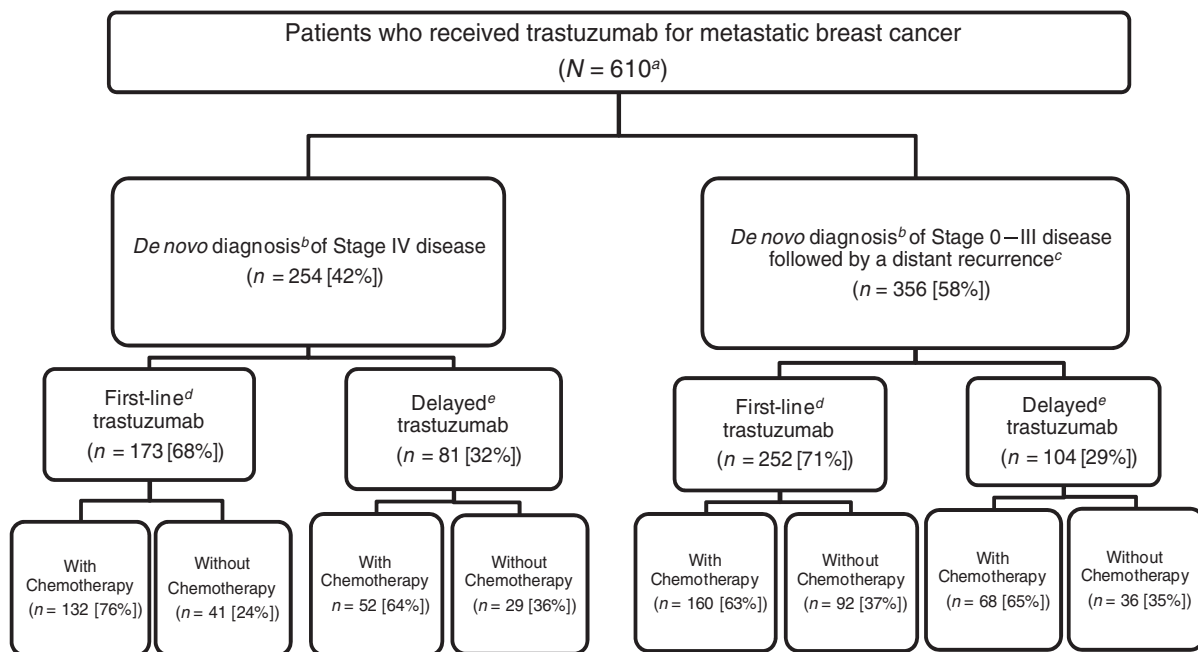 Patients who received trastuzumab for metastatic breast cancer
(N = 610a)
De novo diagnosisb of Stage IV disease
(n = 254 [42%])
De novo diagnosisb of Stage 0–III disease
followed by a distant recurrencec
(n = 356 [58%])
First-lined
trastuzumab
(n = 173 [68%])
Delayede
trastuzumab
(n = 81 [32%])
First-lined
trastuzumab
(n = 252 [71%])
Delayede
trastuzumab
(n = 104 [29%])
With
Chemotherapy
(n = 132 [76%])
Without
Chemotherapy
(n = 41 [24%])
With
Chemotherapy
n = 52 [64%])
Without
Chemotherapy
(n = 29 [36%])
With
Chemotherapy
(n = 160 [63%])
Without
Chemotherapy
(n = 92 [37%])
With
Chemotherapy
(n = 68 [65%])
Without
Chemotherapy
(n = 36 [35%])